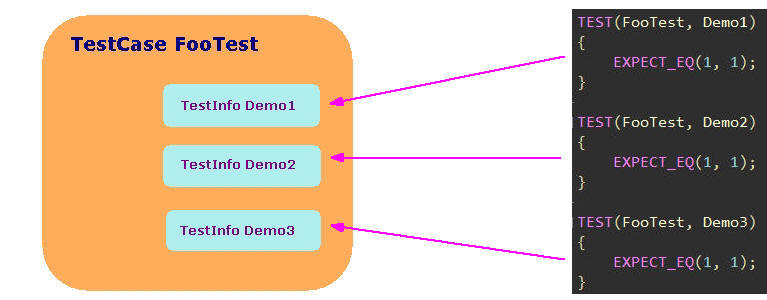 TestCase FooTest
TestInfo Demo1
TestInfo Demo2
TestInfo Demo3
TEST(FooTest, Demo1)
{
    EXPECT_EQ(1, 1);
}
TEST(FooTest, Demo2)
{
    EXPECT_EQ(1, 1);
}
TEST(FooTest, Demo3)
{
    EXPECT_EQ(1, 1);
}